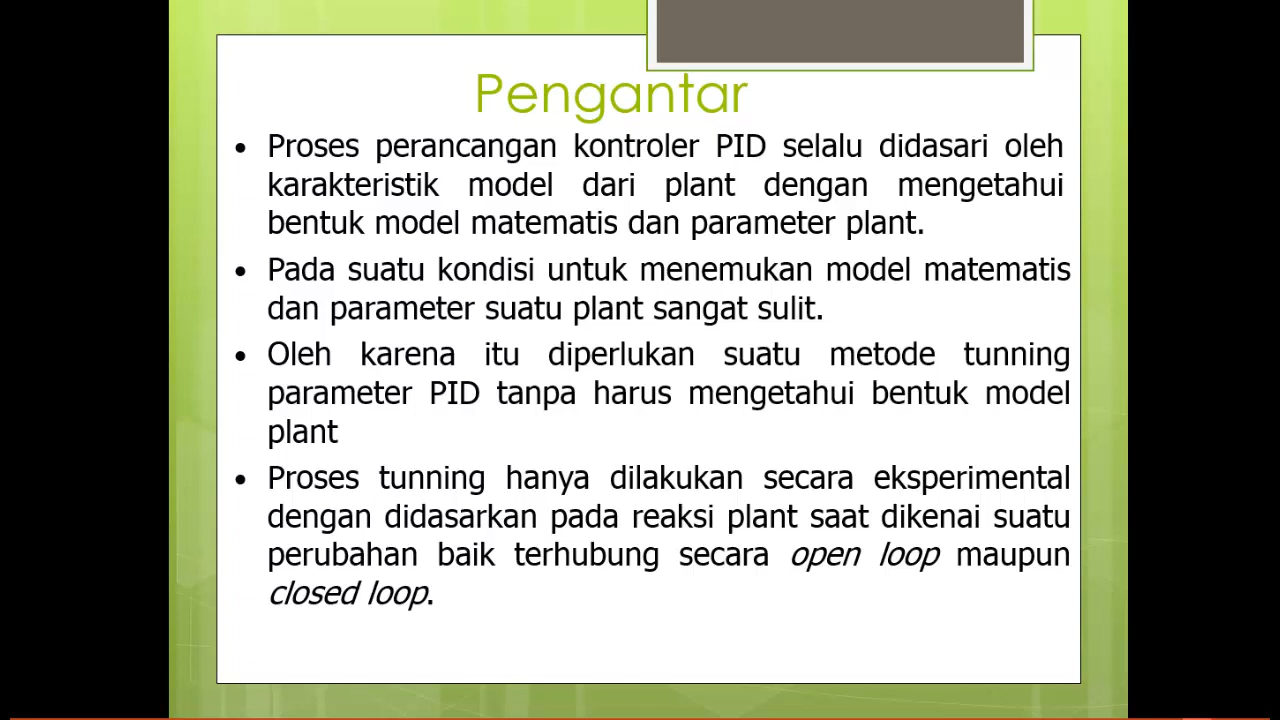 Pengantar
• Proses perancangan kontroler PID selalu didasari oleh
karakteristik model dari plant dengan mengetahui
bentuk model matematis dan parameter plant.
• Pada suatu kondisi untuk menemukan model matematis
dan parameter suatu plant sangat sulit.
• Oleh karena itu diperlukan suatu metode tunning
parameter PID tanpa harus mengetahui bentuk model
plant
• Proses tunning hanya dilakukan secara eksperimental
dengan didasarkan pada reaksi plant saat dikenai suatu
perubahan baik terhubung secara open loop maupun
closed loop.